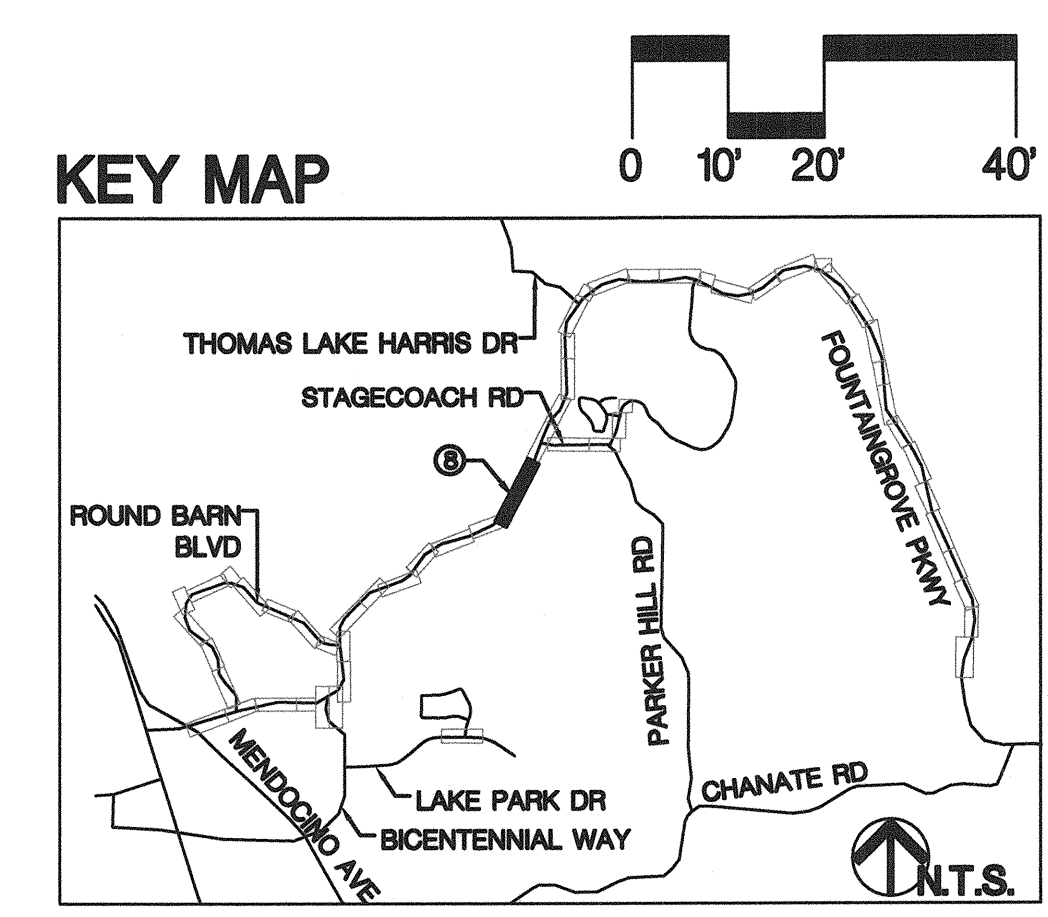 0 10' 20' 40'
KEY MAP
THOMAS LAKE HARRIS DR
STAGECOACH RD
8
ROUND BARN
BLVD
FOUNTAINGROVE PKWY
PARKER HILL RD
MENDOCINO AVE
CHANATE RD
LAKE PARK DR
BICENTENNIAL WAY
N.T.S.